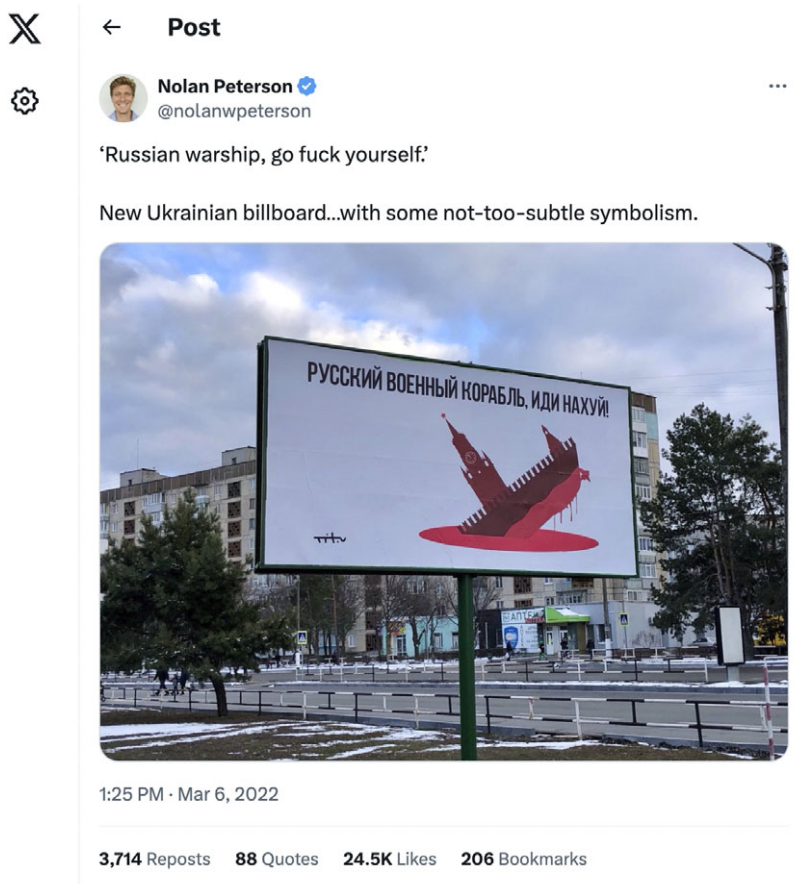 Post
Nolan Peterson
@nolanwpeterson
‘Russian warship, go fuck yourself.’
New Ukrainian billboard...with some not-too-subtle symbolism.
РУССКИЙ ВОЕННЫЙ КОРАБЛЬ, ИДИ НАХУЙ!
АПТЕ
1:25 PM · Mar 6, 2022
3,714 Reposts 88 Quotes 24.5K Likes 206 Bookmarks